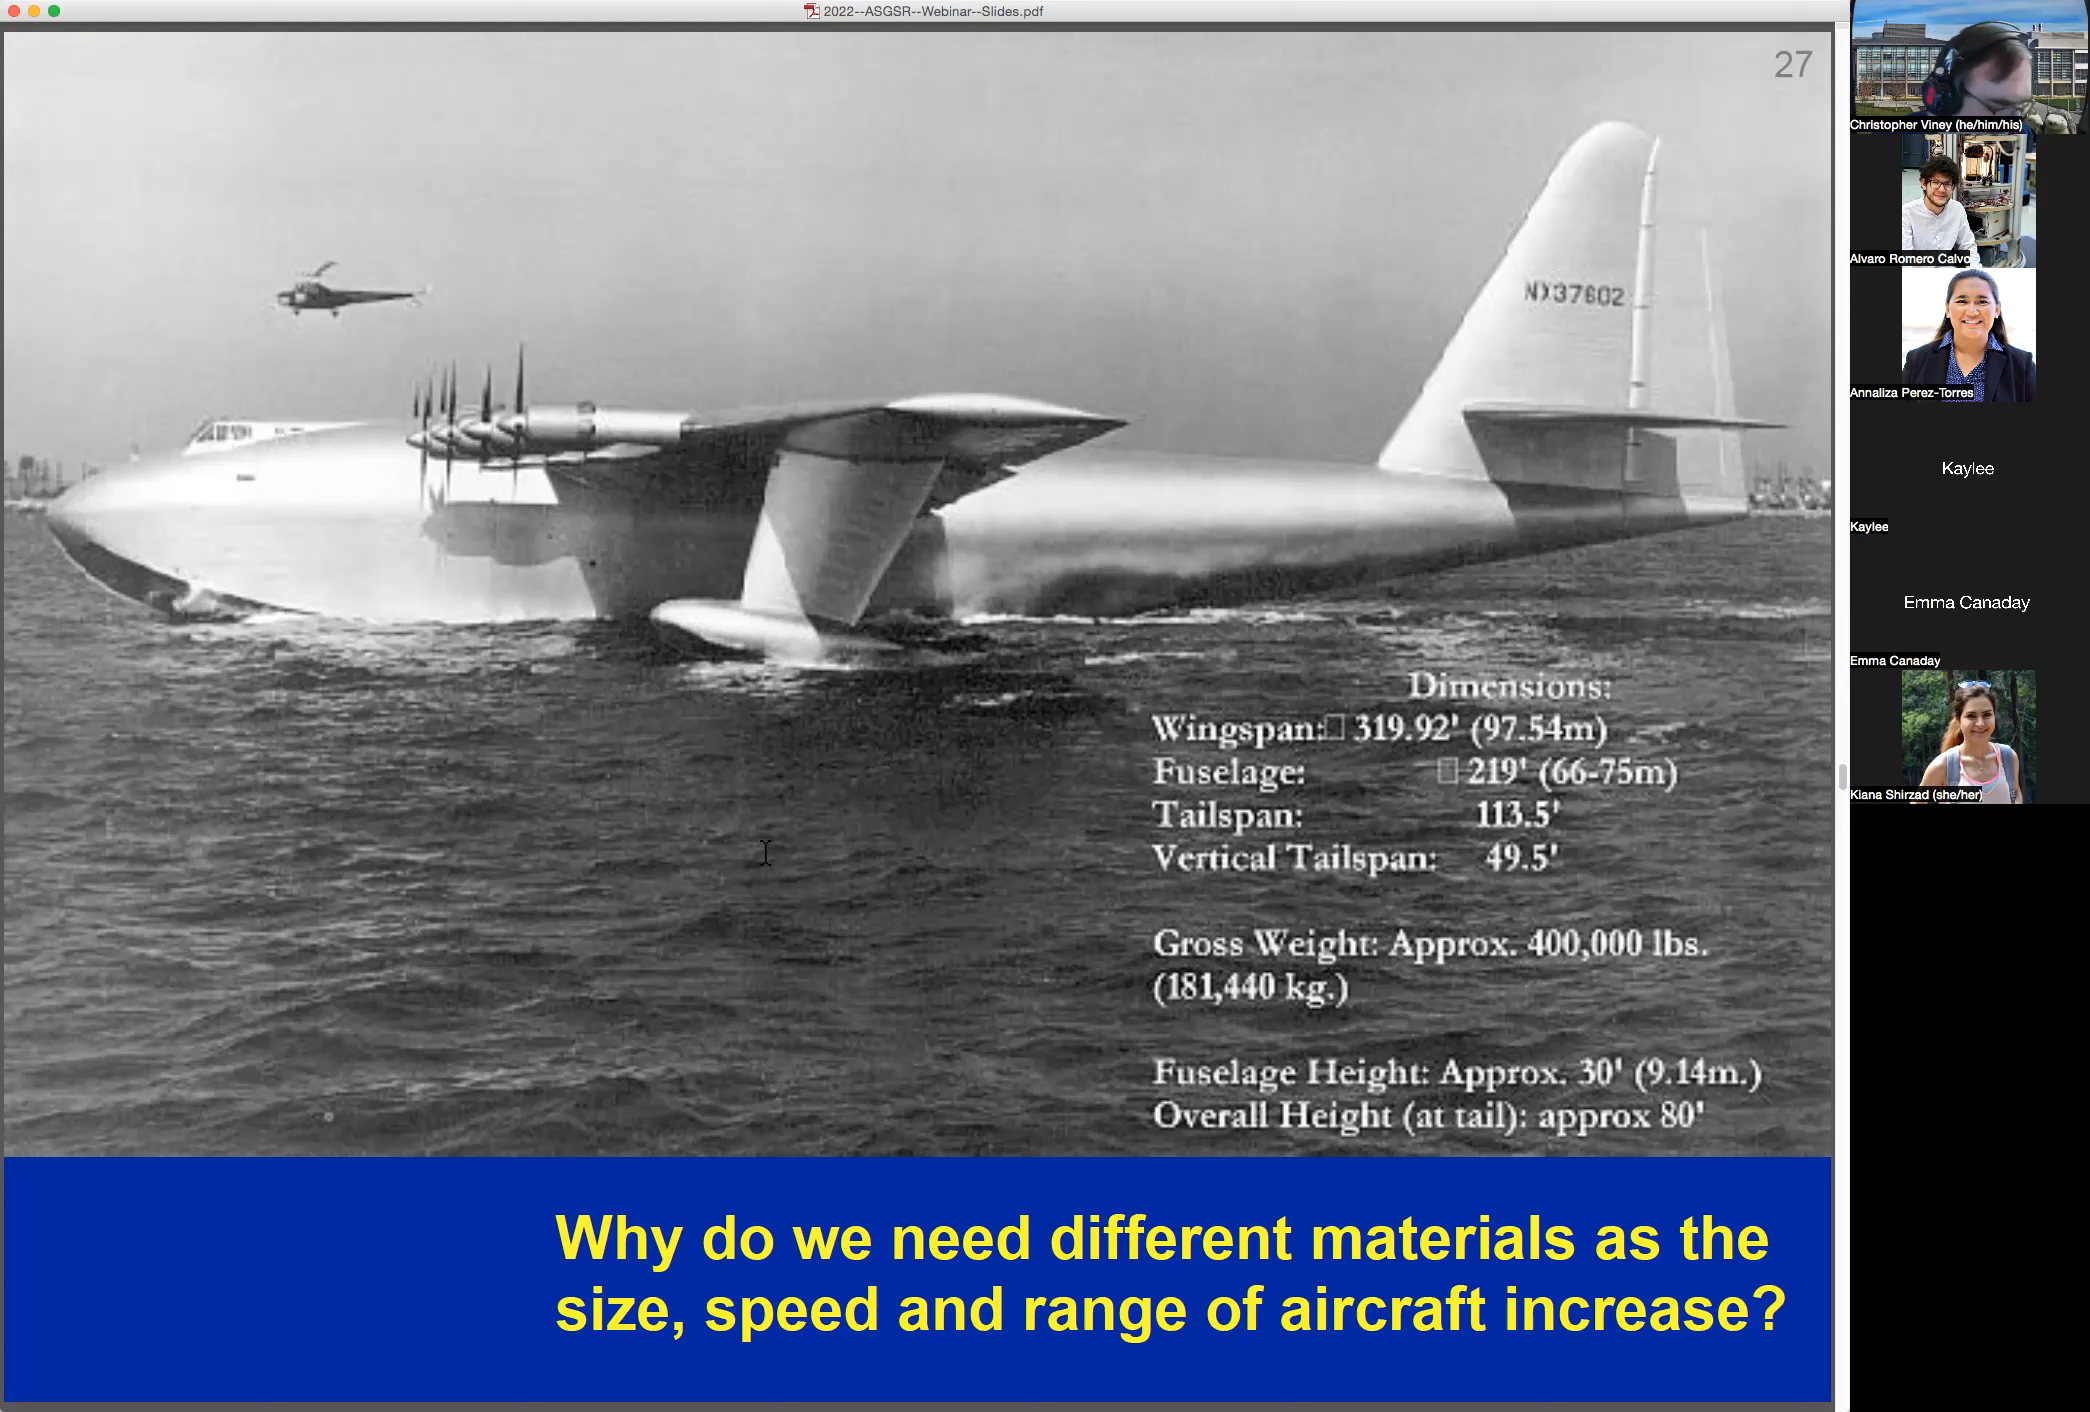 2022--ASGSR--Webinar--Slides.pdf
27
NX37602
Dimensions:
Wingspan: 319.92' (97.54m)
Fuselage: 219' (66-75m)
Tailspan: 113.5'
Vertical Tailspan: 49.5'
Gross Weight: Approx. 400,000 lbs.
(181,440 kg.)
Fuselage Height: Approx. 30' (9.14m.)
Overall Height (at tail): approx 80'
Why do we need different materials as the
size, speed and range of aircraft increase?
Christopher Viney (he/him/his)
Alvaro Romero Calvo
Annaliza Perez-Torres
Kaylee
Kaylee
Emma Canaday
Emma Canaday
Kiana Shirzad (she/her)